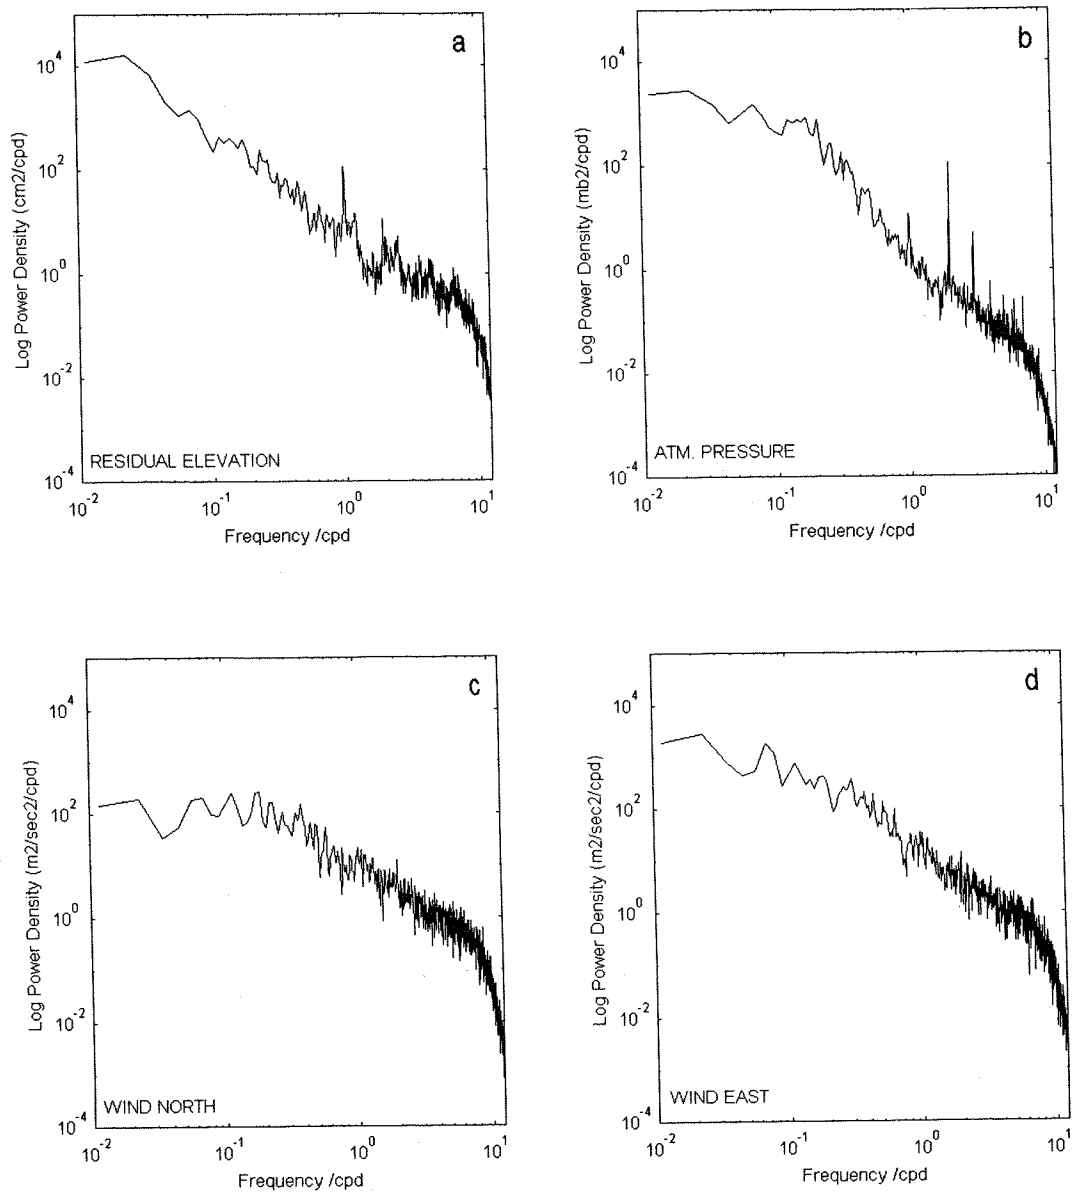 a
10^4
10^2
10^0
10^-2
10^-4
Log Power Density (cm2/cpd)
RESIDUAL ELEVATION
10^-2
10^-1
10^0
10^1
Frequency /cpd
b
10^4
10^2
10^0
10^-2
10^-4
Log Power Density (mb2/cpd)
ATM. PRESSURE
10^-2
10^-1
10^0
10^1
Frequency /cpd
c
10^4
10^2
10^0
10^-2
10^-4
Log Power Density (m2/sec2/cpd)
WIND NORTH
10^-2
10^-1
10^0
10^1
Frequency /cpd
d
10^4
10^2
10^0
10^-2
10^-4
Log Power Density (m2/sec2/cpd)
WIND EAST
10^-2
10^-1
10^0
10^1
Frequency /cpd